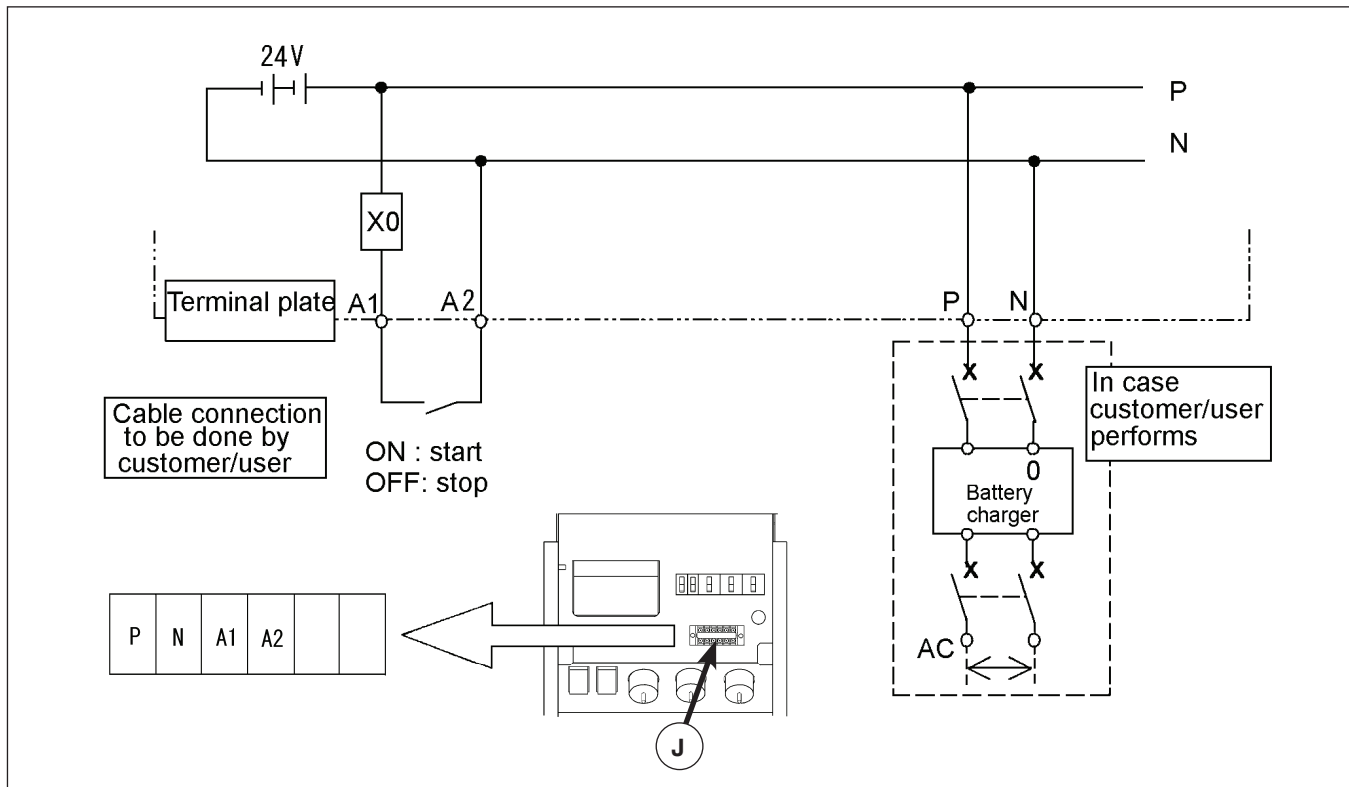 24V
P
N
X0
Terminal plate
A1
A2
P
N
Cable connection
to be done by
customer/user
ON : start
OFF: stop
In case
customer/user
performs
X
X
0
Battery
charger
X
X
AC
P N A1 A2
J